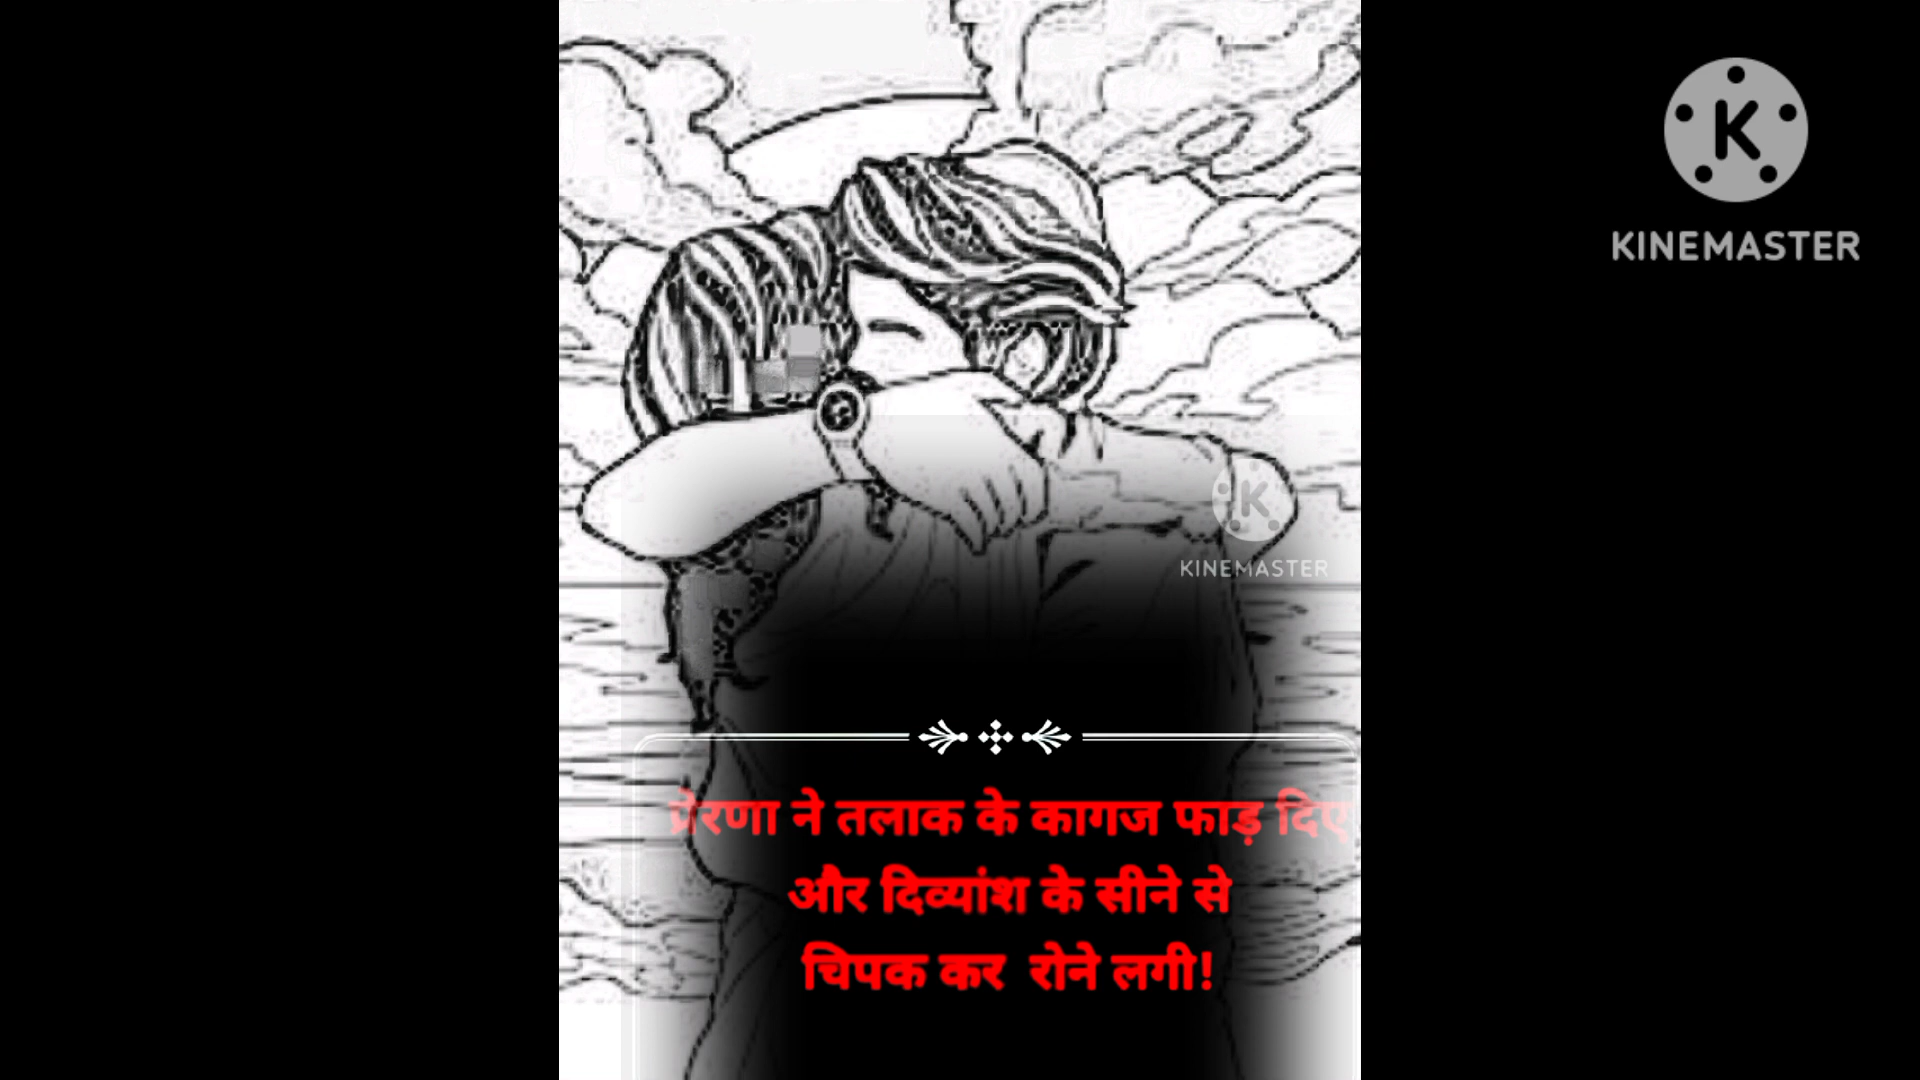 K
KINEMASTER
K
KINEMASTER
प्रेरणा ने तलाक के कागज फाड़ दिए
और दिव्यांश के सीने से
चिपक कर रोने लगी!